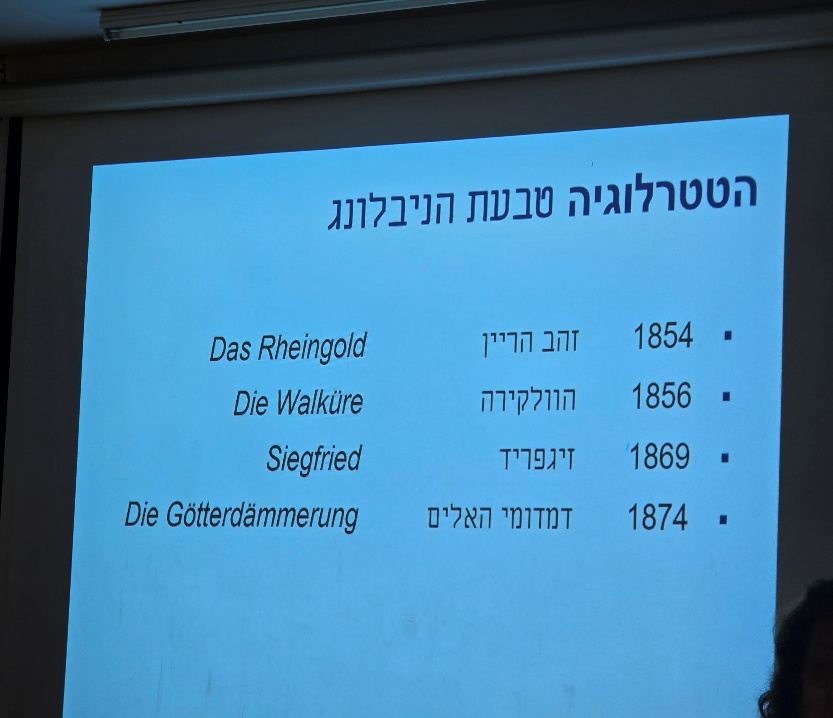 הטטרלוגיה טבעת הניבלונג
▪ 1854 זהב הריין Das Rheingold
▪ 1856 הוולקירה Die Walküre
▪ 1869 זיגפריד Siegfried
▪ 1874 דמדומי האלים Die Götterdämmerung